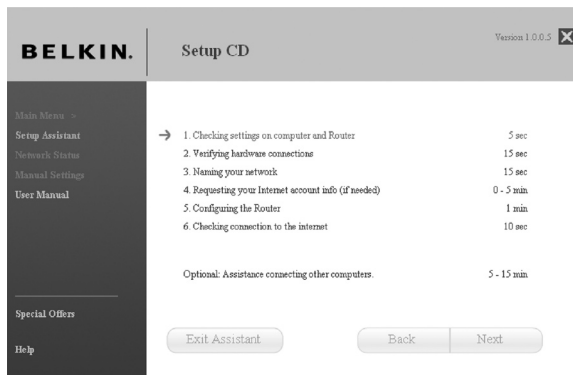 BELKIN.
Setup CD
Version 1.0.0.5
Main Menu >
Setup Assistant
Network Status
Manual Settings
User Manual
Special Offers
Help
1. Checking settings on computer and Router 5 sec
2. Verifying hardware connections 15 sec
3. Naming your network 15 sec
4. Requesting your Internet account info (if needed) 0 - 5 min
5. Configuring the Router 1 min
6. Checking connection to the internet 10 sec
Optional: Assistance connecting other computers. 5 - 15 min
Exit Assistant
Back
Next